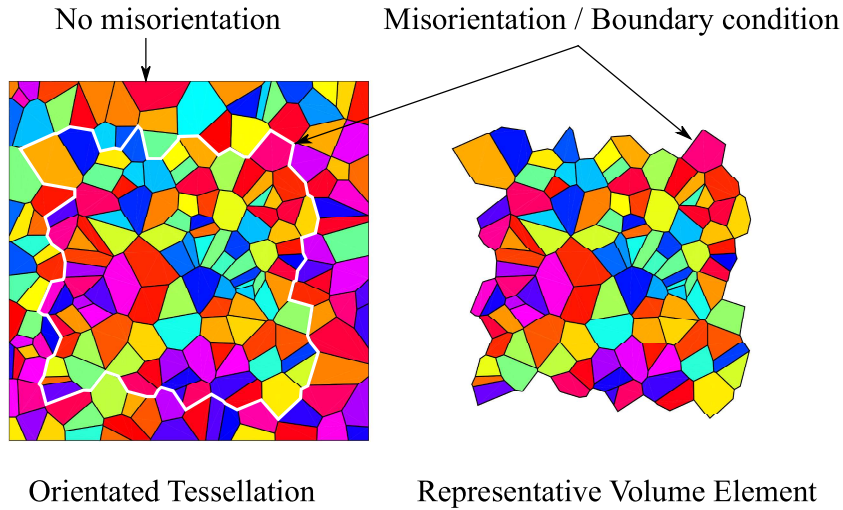 No misorientation
Misorientation / Boundary condition
Orientated Tessellation
Representative Volume Element